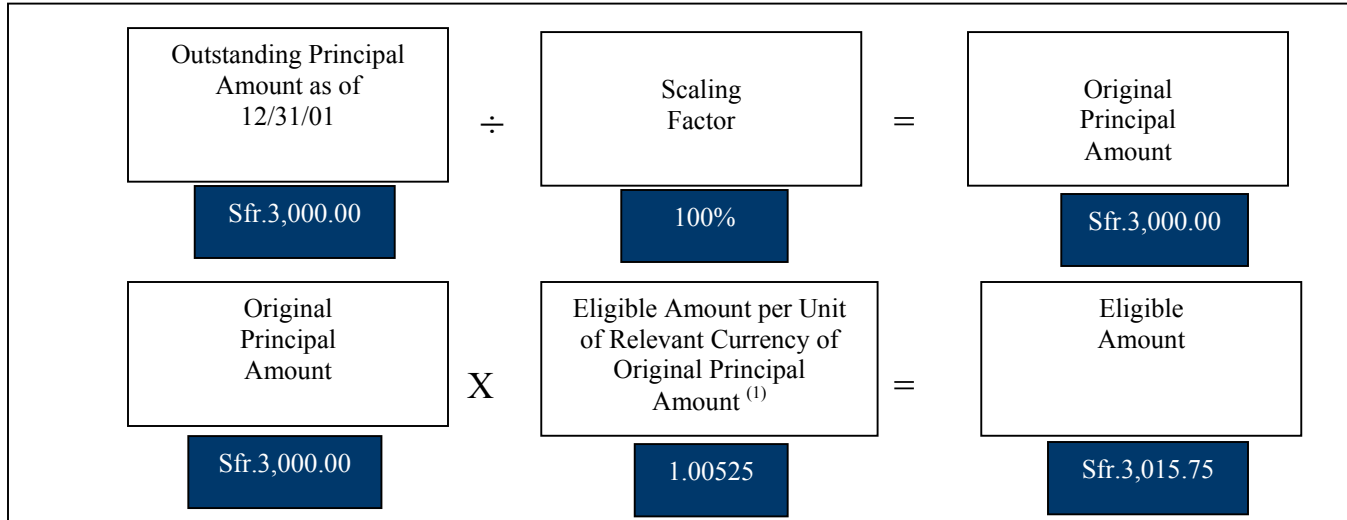 Outstanding Principal
Amount as of
12/31/01
÷
Scaling
Factor
=
Original
Principal
Amount
Sfr.3,000.00
100%
Sfr.3,000.00
Original
Principal
Amount
X
Eligible Amount per Unit
of Relevant Currency of
Original Principal
Amount (1)
=
Eligible
Amount
Sfr.3,000.00
1.00525
Sfr.3,015.75